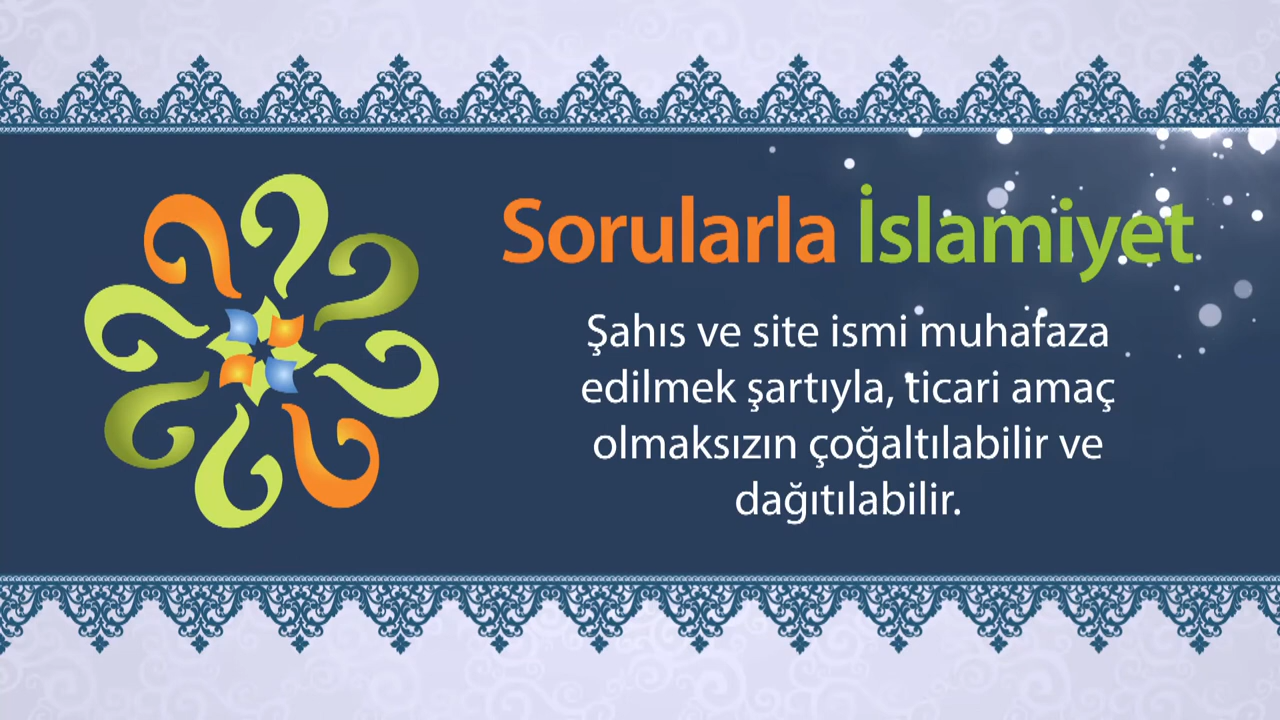 Sorularla İslamiyet
Şahıs ve site ismi muhafaza
edilmek şartıyla, ticari amaç
olmaksızın çoğaltılabilir ve
dağıtılabilir.